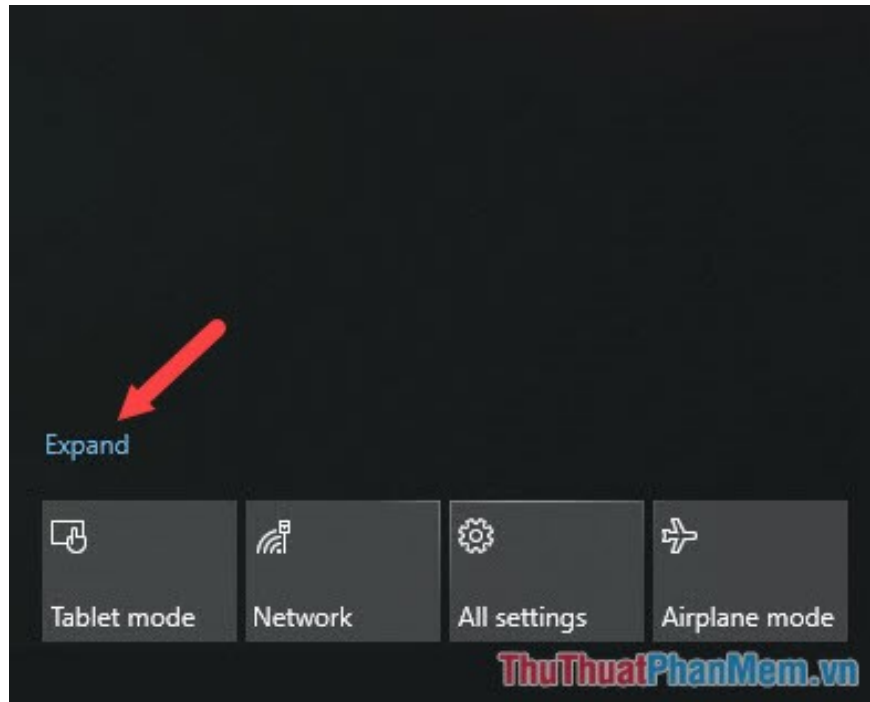 Expand
Tablet mode Network All settings Airplane mode
ThuThuatPhanMem.vn